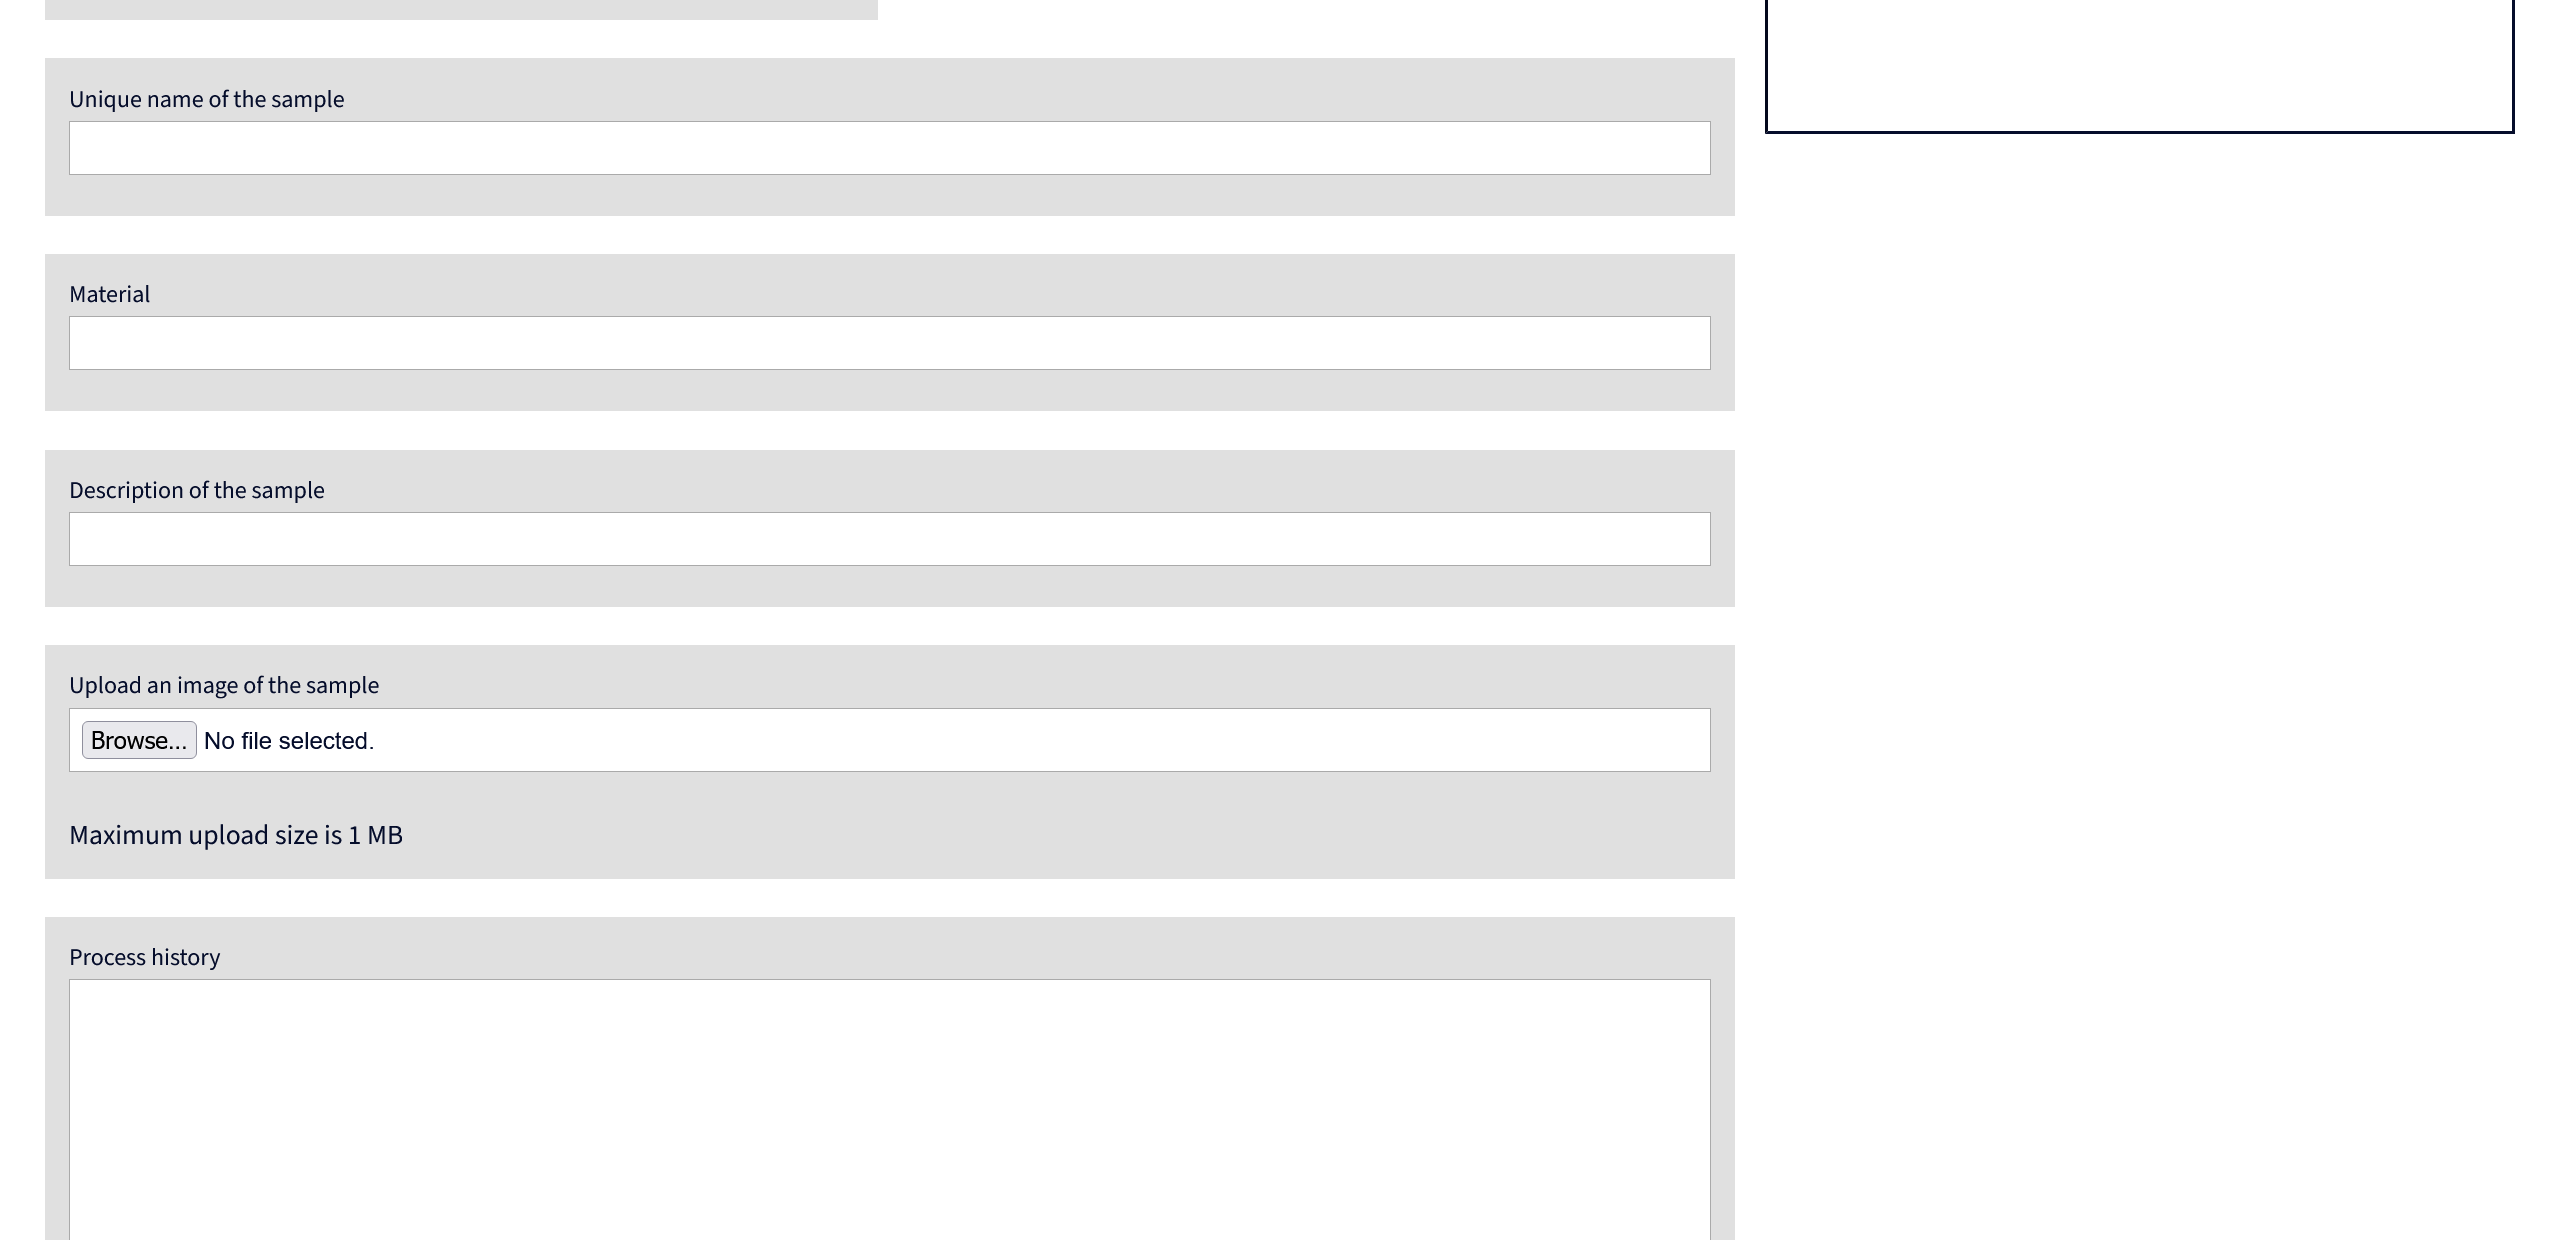 Unique name of the sample
Material
Description of the sample
Upload an image of the sample
Browse... No file selected.
Maximum upload size is 1 MB
Process history